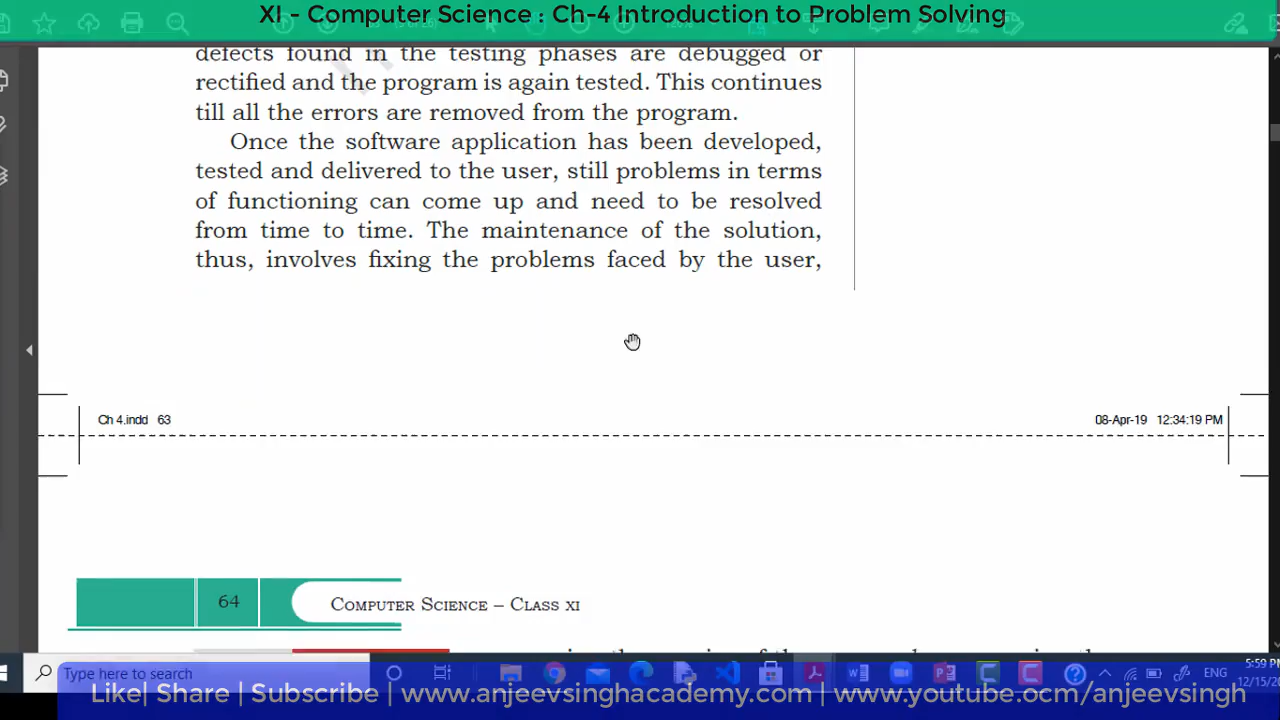 XI - Computer Science : Ch-4 Introduction to Problem Solving
defects found in the testing phases are debugged or
rectified and the program is again tested. This continues
till all the errors are removed from the program.
Once the software application has been developed,
tested and delivered to the user, still problems in terms
of functioning can come up and need to be resolved
from time to time. The maintenance of the solution,
thus, involves fixing the problems faced by the user,
Ch 4.indd 63
08-Apr-19 12:34:19 PM
64
Computer Science – Class XI
Type here to search
ENG
5:59 PM
Like| Share | Subscribe | www.anjeevsinghacademy.com | www.youtube.ocm/anjeevsingh